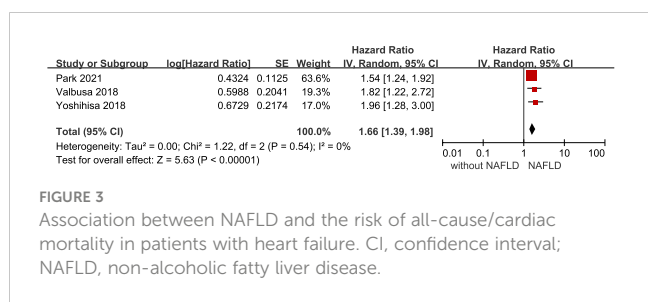 Hazard Ratio Hazard Ratio
Study or Subgroup log[Hazard Ratio] SE Weight IV, Random, 95% CI IV, Random, 95% CI
Park 2021 0.4324 0.1125 63.6% 1.54 [1.24, 1.92]
Valbusa 2018 0.5988 0.2041 19.3% 1.82 [1.22, 2.72]
Yoshihisa 2018 0.6729 0.2174 17.0% 1.96 [1.28, 3.00]
Total (95% CI) 100.0% 1.66 [1.39, 1.98]
Heterogeneity: Tau² = 0.00; Chi² = 1.22, df = 2 (P = 0.54); I² = 0%
Test for overall effect: Z = 5.63 (P < 0.00001)
0.01 0.1 1 10 100
without NAFLD NAFLD
FIGURE 3
Association between NAFLD and the risk of all-cause/cardiac
mortality in patients with heart failure. CI, confidence interval;
NAFLD, non-alcoholic fatty liver disease.